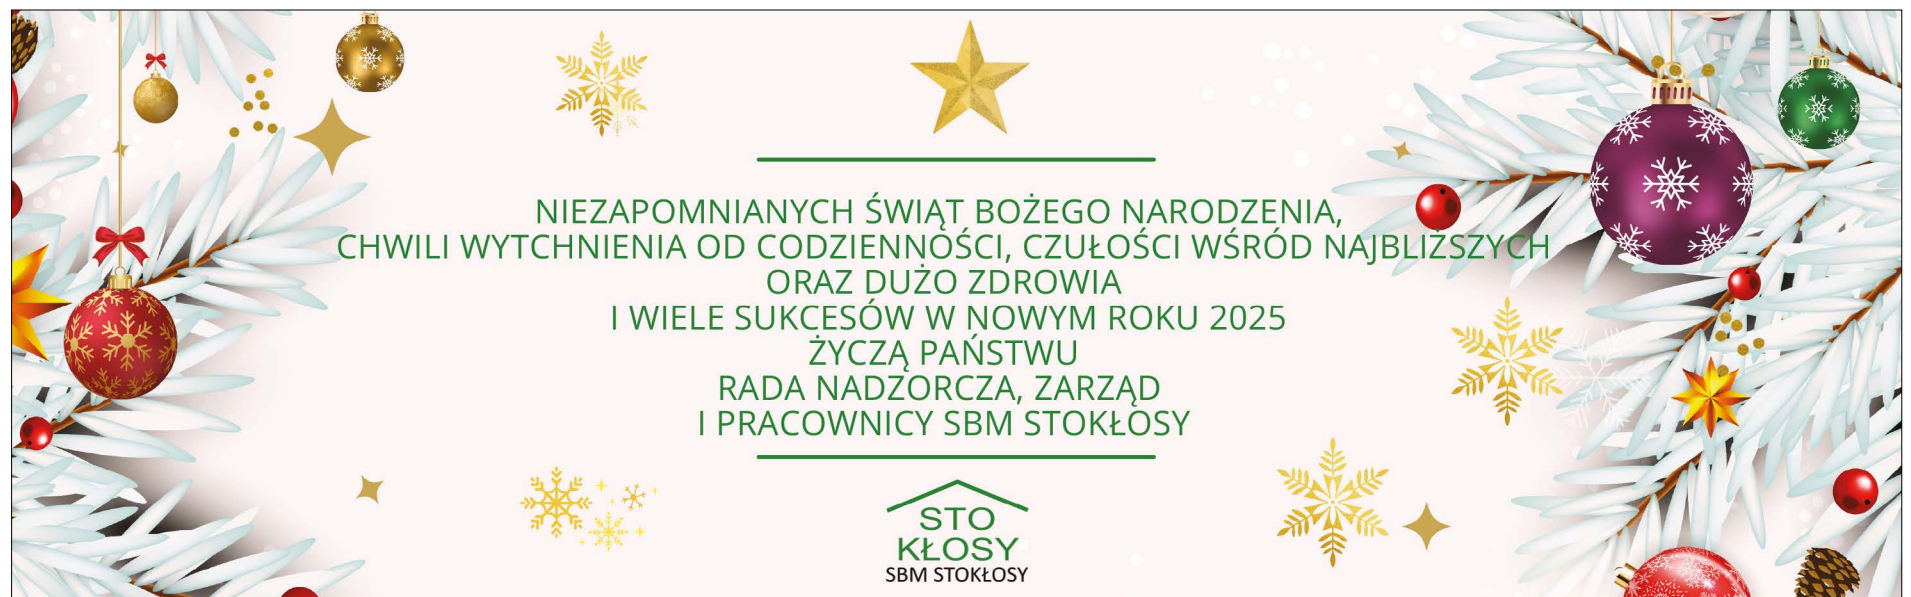 NIEZAPOMNIANYCH ŚWIĄT BOŻEGO NARODZENIA,
CHWILI WYTCHNIENIA OD CODZIENNOŚCI, CZUŁOŚCI WŚRÓD NAJBLIŻSZYCH
ORAZ DUŻO ZDROWIA
I WIELE SUKCESÓW W NOWYM ROKU 2025
ŻYCZĄ PAŃSTWU
RADA NADZORCZA, ZARZĄD
I PRACOWNICY SBM STOKŁOSY
STO
KŁOSY
SBM STOKŁOSY